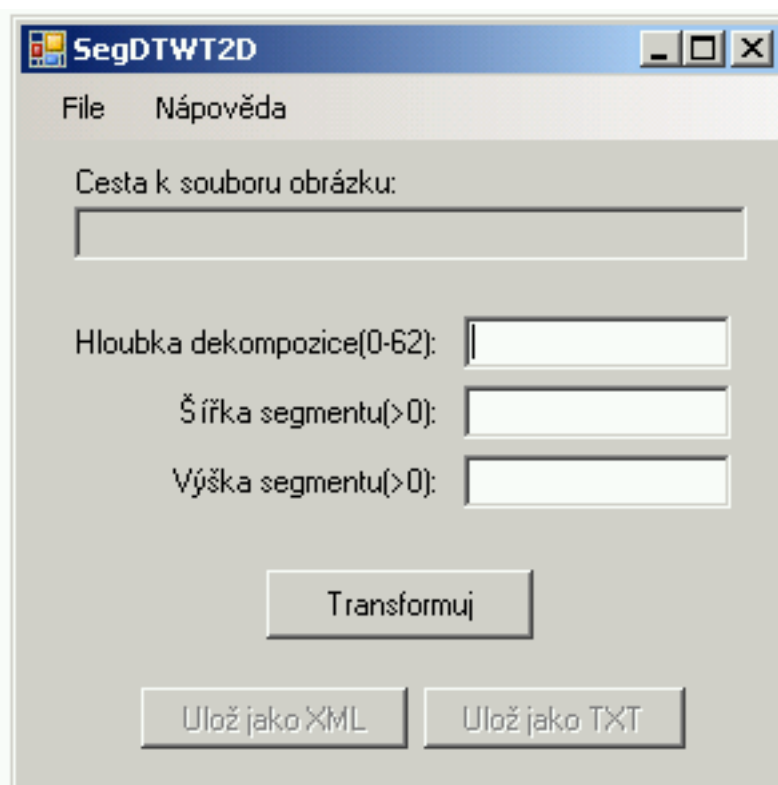 SegDTWT2D
File Nápověda
Cesta k souboru obrázku:
Hloubka dekompozice(0-62):
Šířka segmentu(>0):
Výška segmentu(>0):
Transformuj
Ulož jako XML Ulož jako TXT